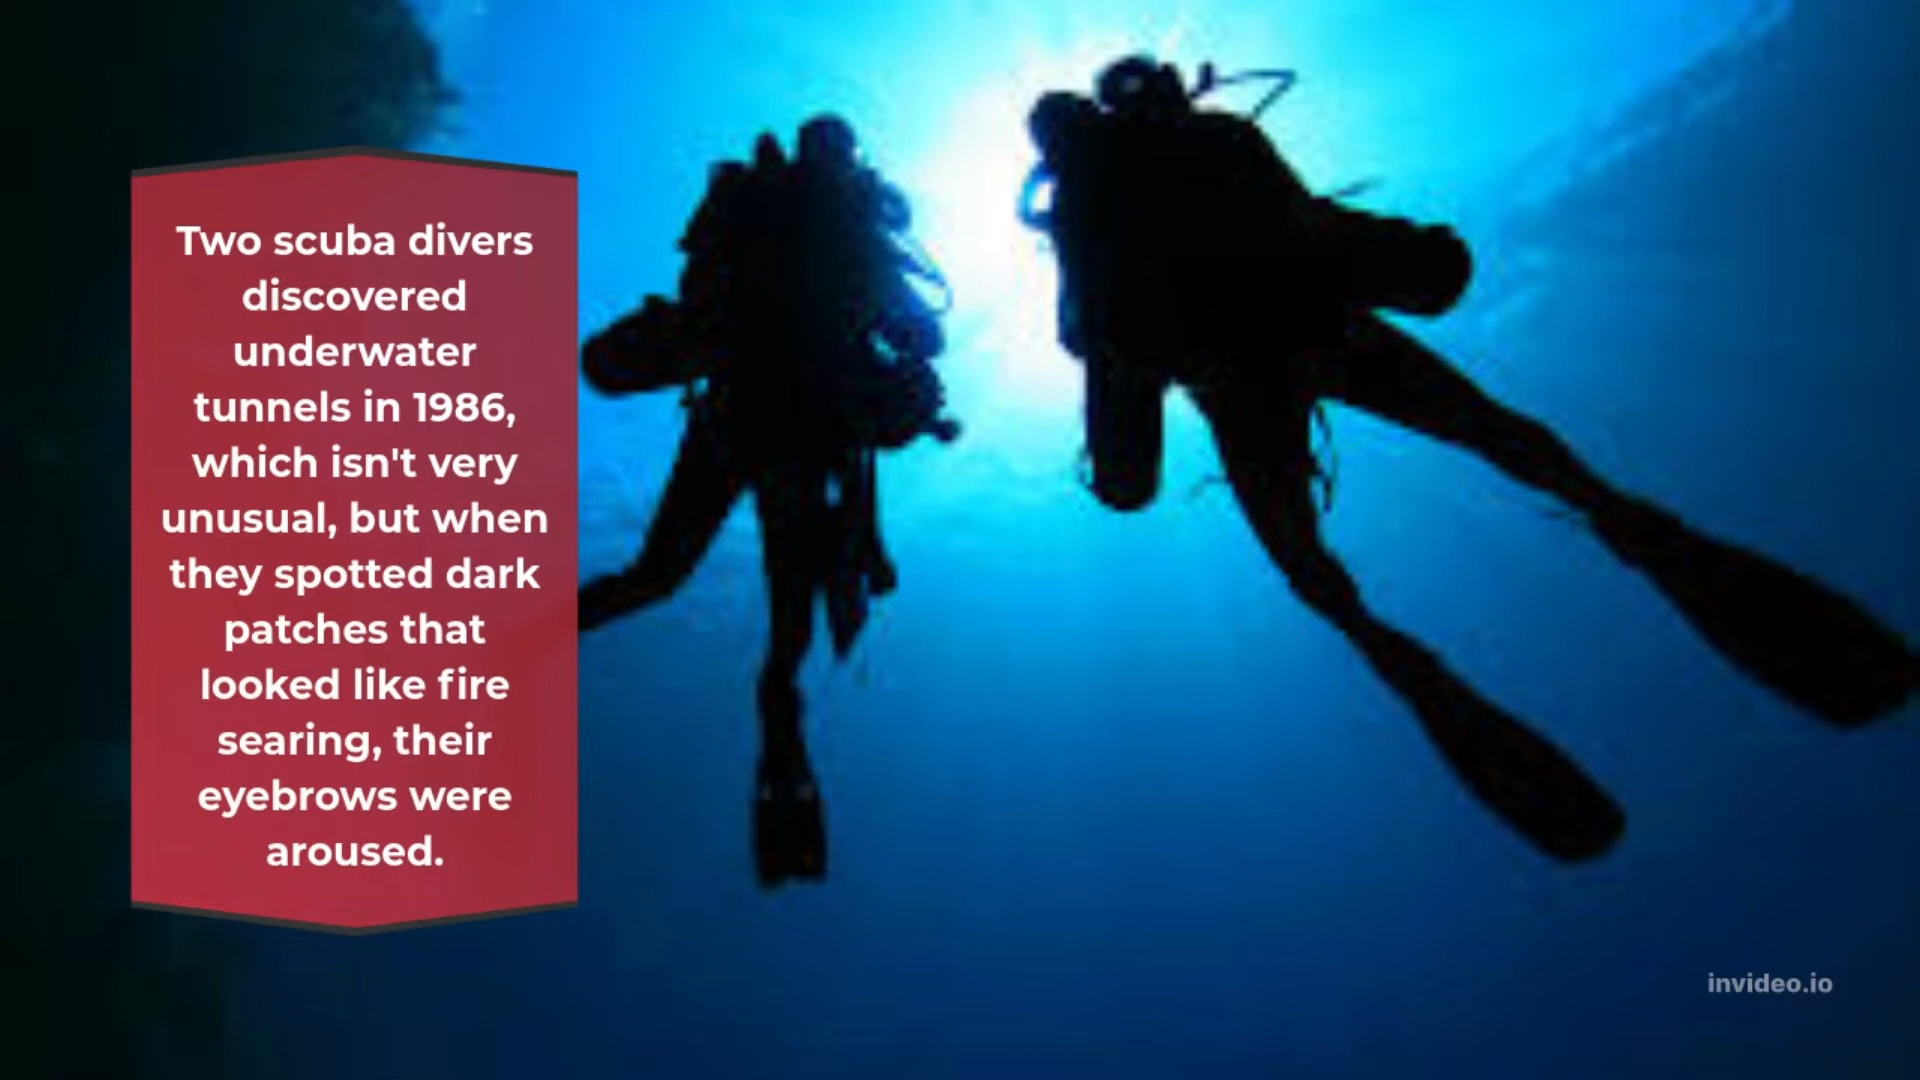 Two scuba divers
discovered
underwater
tunnels in 1986,
which isn't very
unusual, but when
they spotted dark
patches that
looked like fire
searing, their
eyebrows were
aroused.
invideo.io